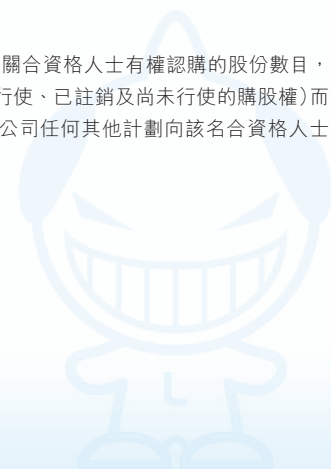 關合資格人士有權認購的股份數目，
行使、已註銷及尚未行使的購股權)而
公司任何其他計劃向該名合資格人士
L